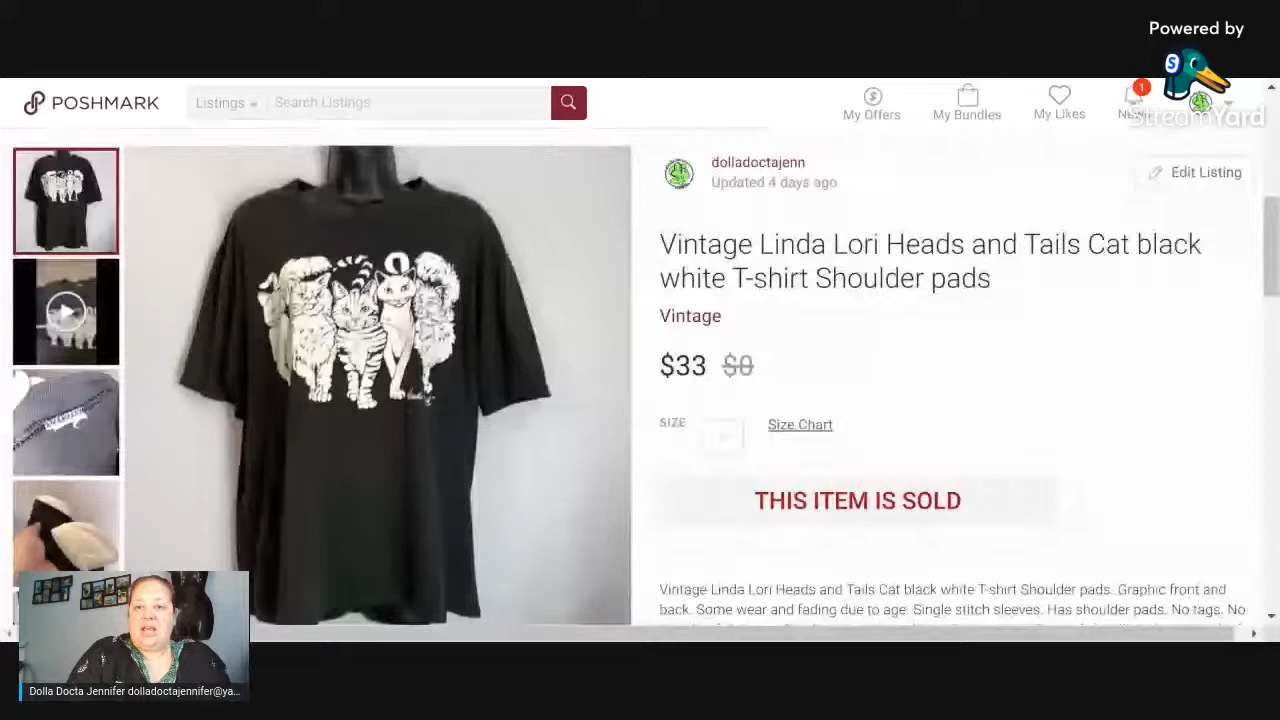 Powered by
S
StreamYard
POSHMARK
Listings
Search Listings
My Offers
My Bundles
My Likes
1
dolladoctajenn
Updated 4 days ago
Edit Listing
Vintage Linda Lori Heads and Tails Cat black
white T-shirt Shoulder pads
Vintage
$33 $0
SIZE
Size Chart
THIS ITEM IS SOLD
Vintage Linda Lori Heads and Tails Cat black white T-shirt Shoulder pads. Graphic front and
back. Some wear and fading due to age. Single stitch sleeves. Has shoulder pads. No tags. No
Dolla Docta Jennifer dolladoctajennifer@ya...